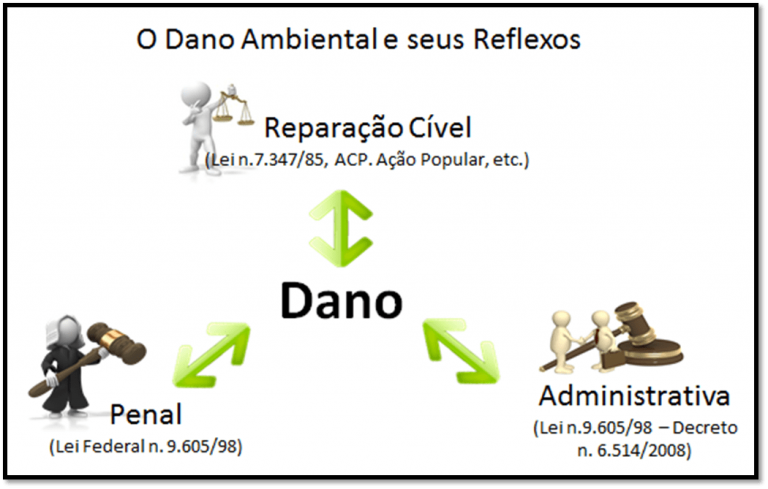 O Dano Ambiental e seus Reflexos
Reparação Cível
(Lei n.7.347/85, ACP. Ação Popular, etc.)
Dano
Penal
(Lei Federal n. 9.605/98)
Administrativa
(Lei n.9.605/98 – Decreto
n. 6.514/2008)